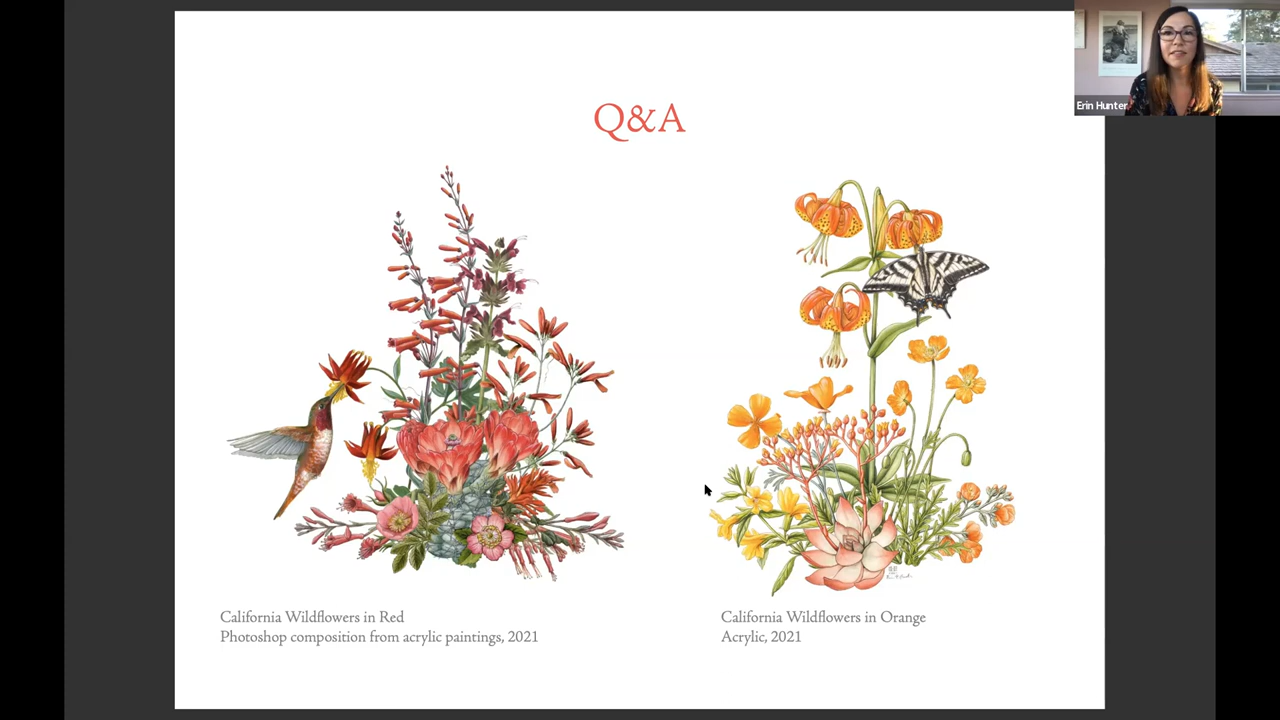 Q&A
Erin Hunter
California Wildflowers in Red
Photoshop composition from acrylic paintings, 2021
California Wildflowers in Orange
Acrylic, 2021